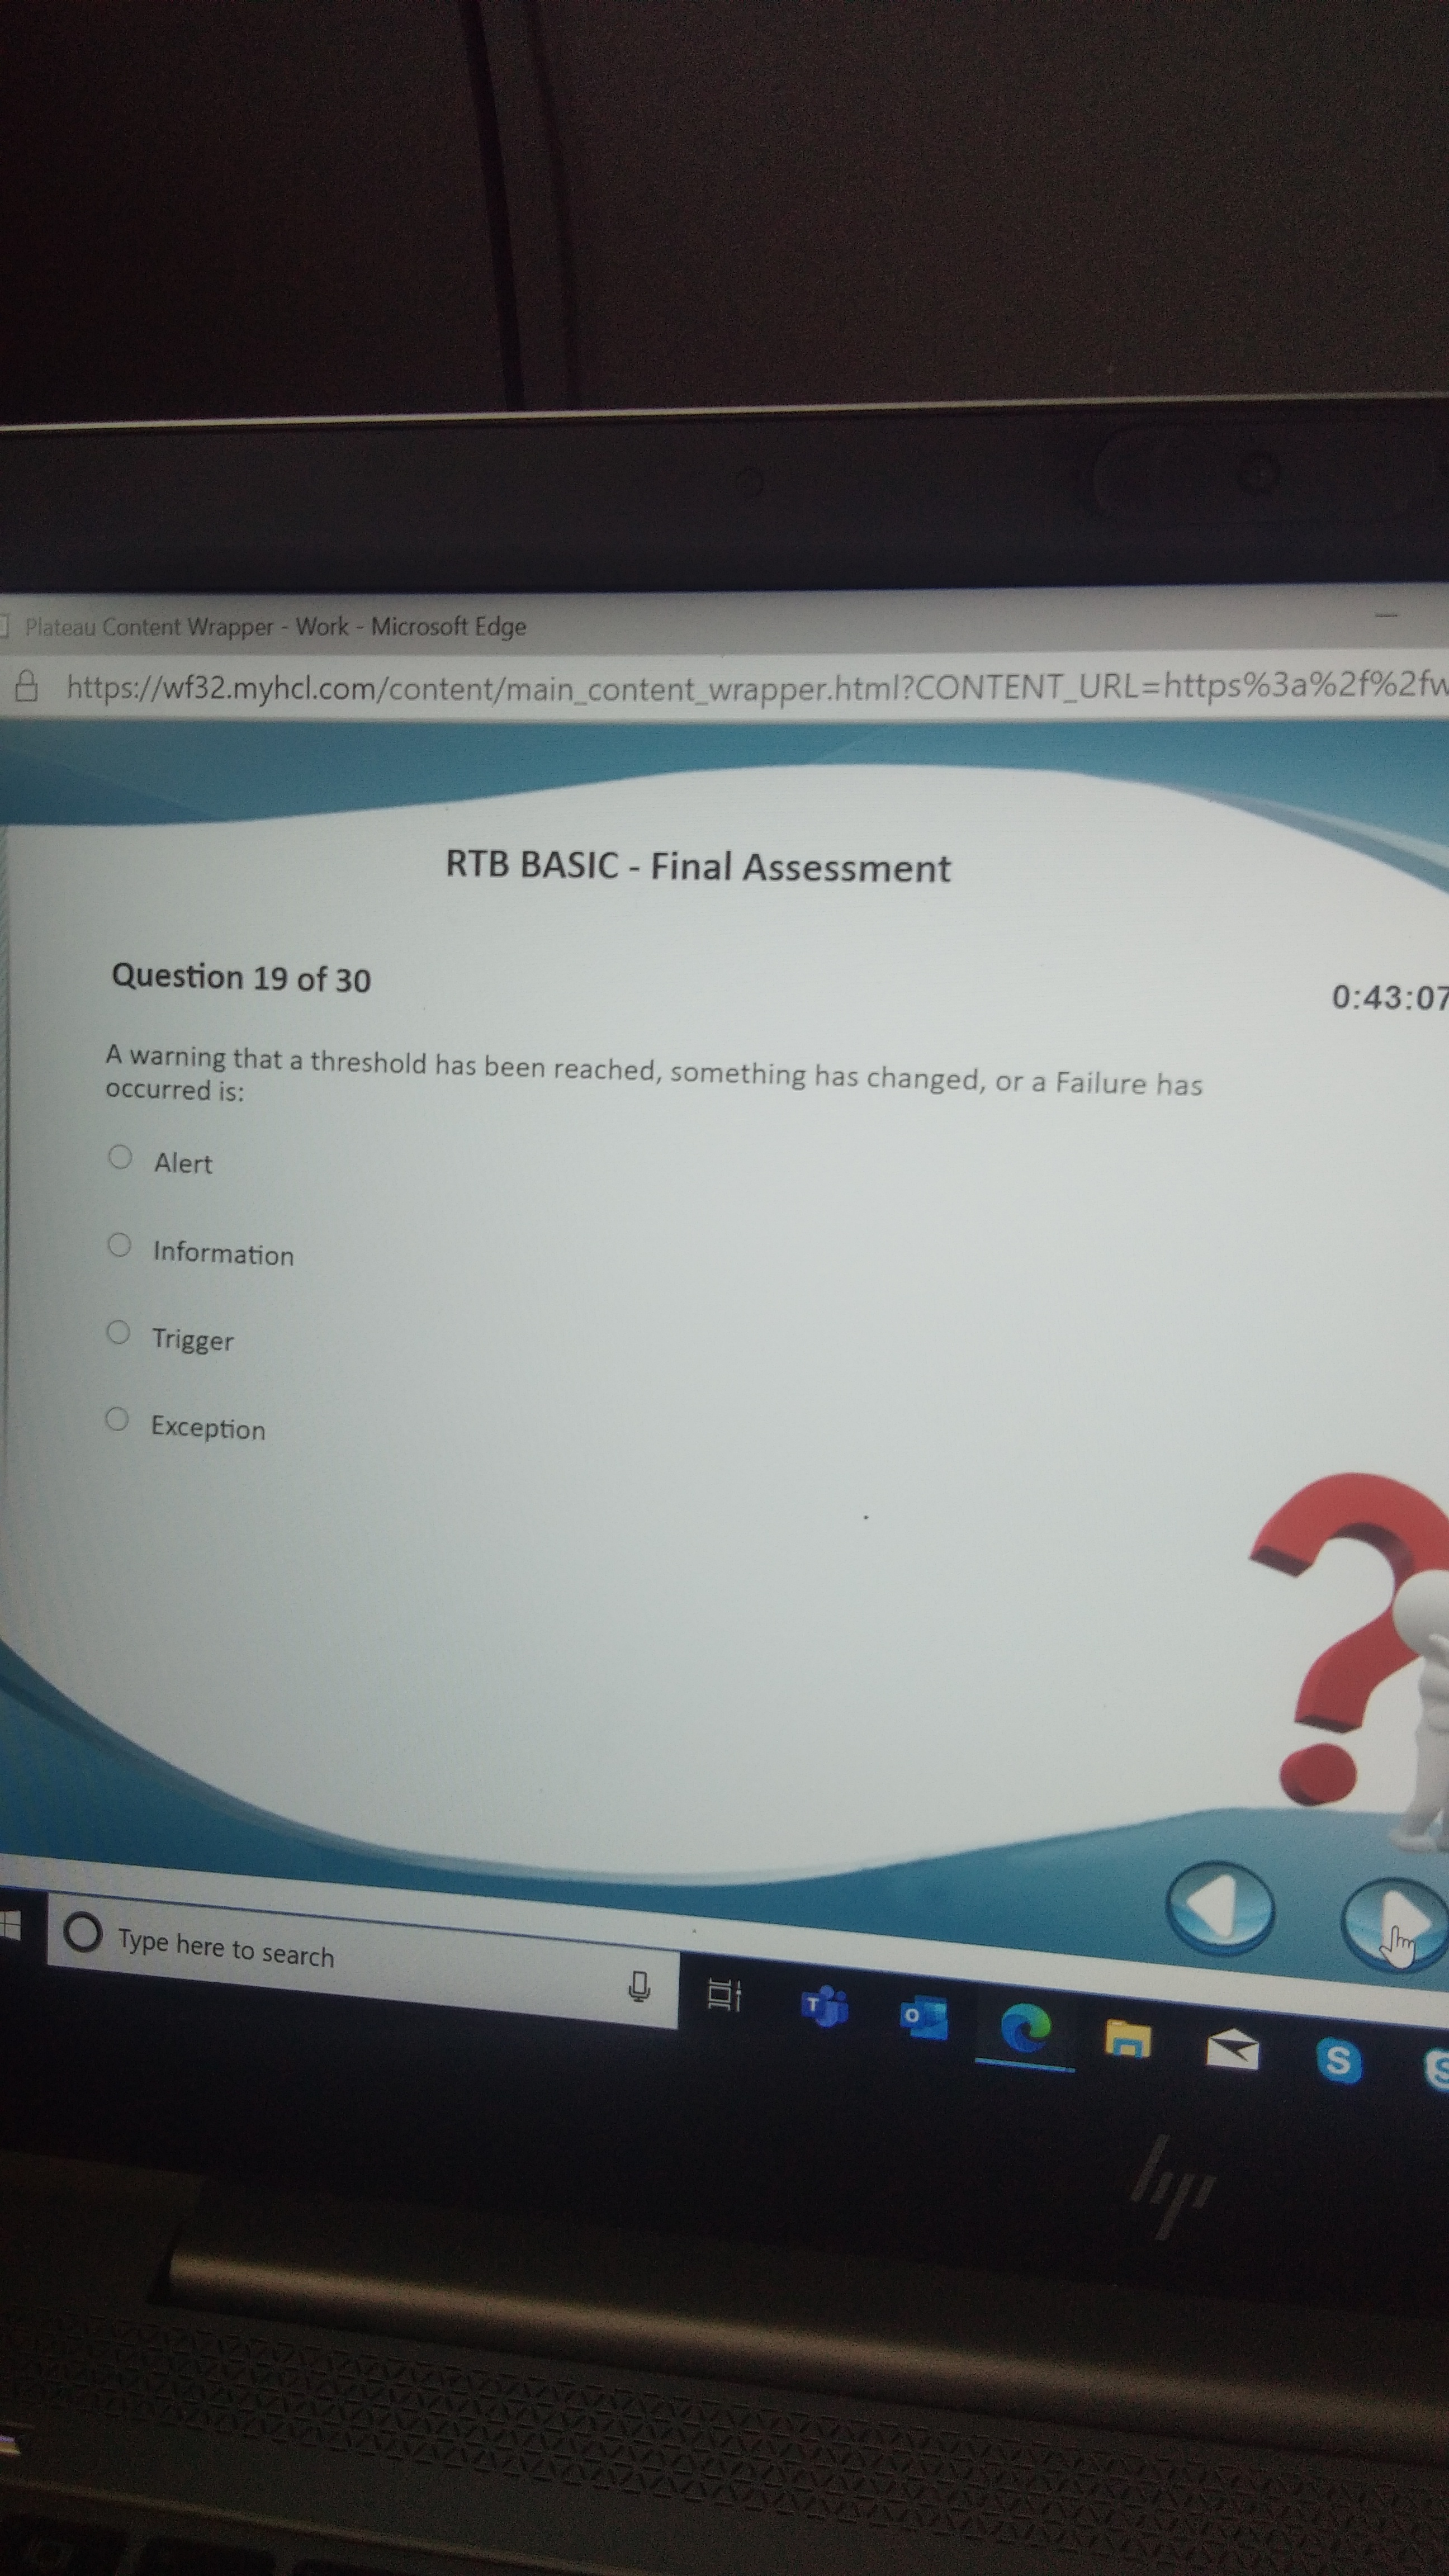 Plateau Content Wrapper - Work - Microsoft Edge
https://wf32.myhcl.com/content/main_content_wrapper.html?CONTENT_URL=https%3a%2f%2fw
RTB BASIC - Final Assessment
Question 19 of 30
0:43:07
A warning that a threshold has been reached, something has changed, or a Failure has
occurred is:
Alert
Information
Trigger
Exception
Type here to search
hp